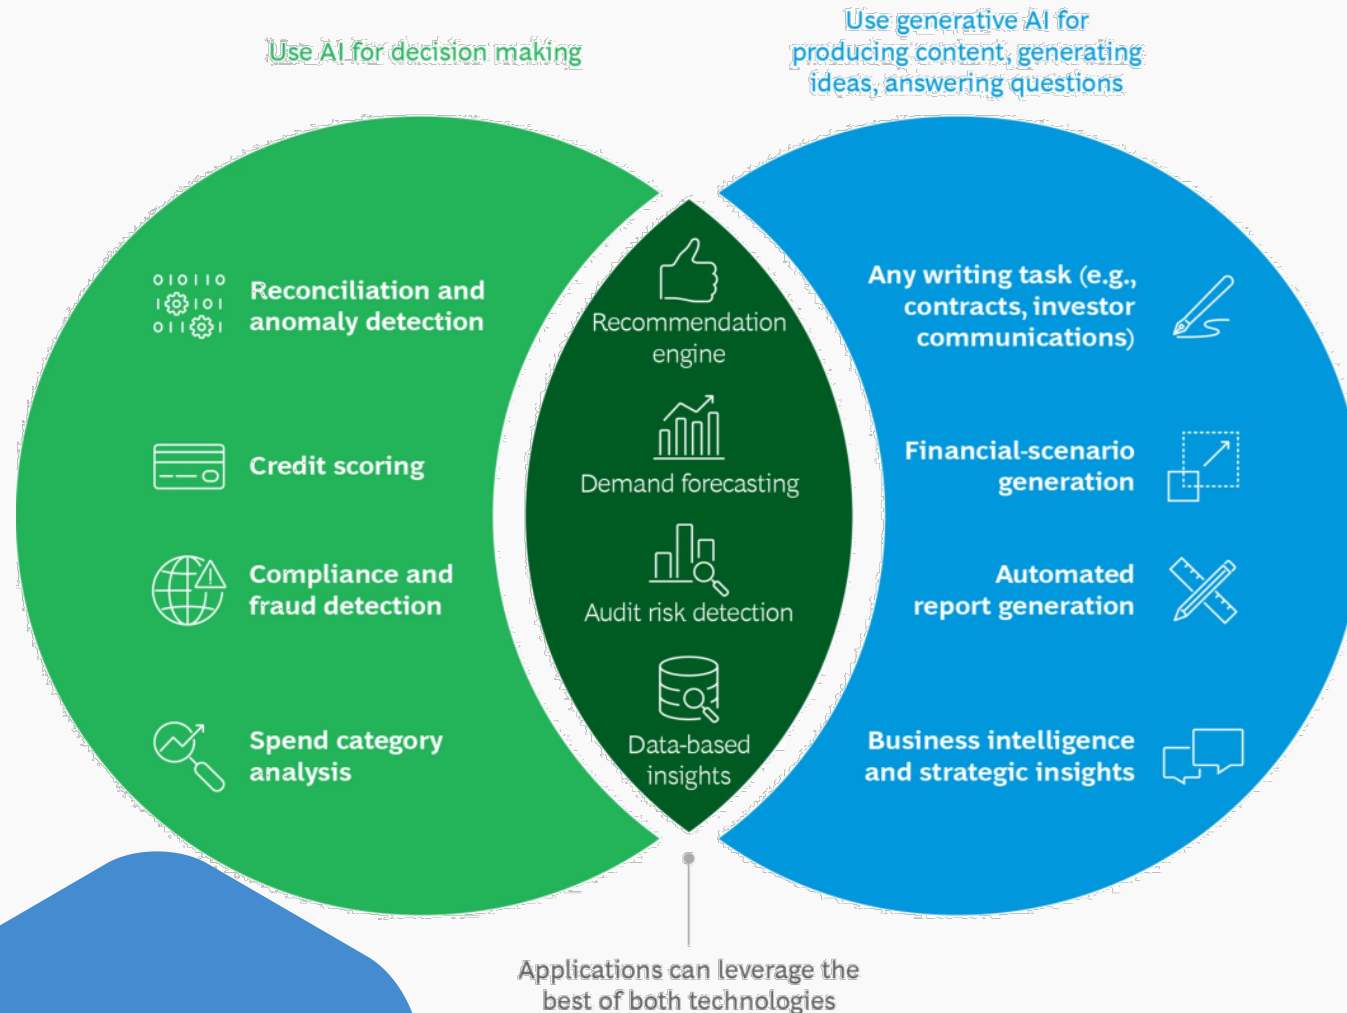 Use AI for decision making
Use generative AI for
producing content, generating
ideas, answering questions
010110
101
011
Reconciliation and
anomaly detection
Credit scoring
Compliance and
fraud detection
Spend category
analysis
Recommendation
engine
Demand forecasting
Audit risk detection
Data-based
insights
Any writing task (e.g.,
contracts, investor
communications)
Financial-scenario
generation
Automated
report generation
Business intelligence
and strategic insights
Applications can leverage the
best of both technologies